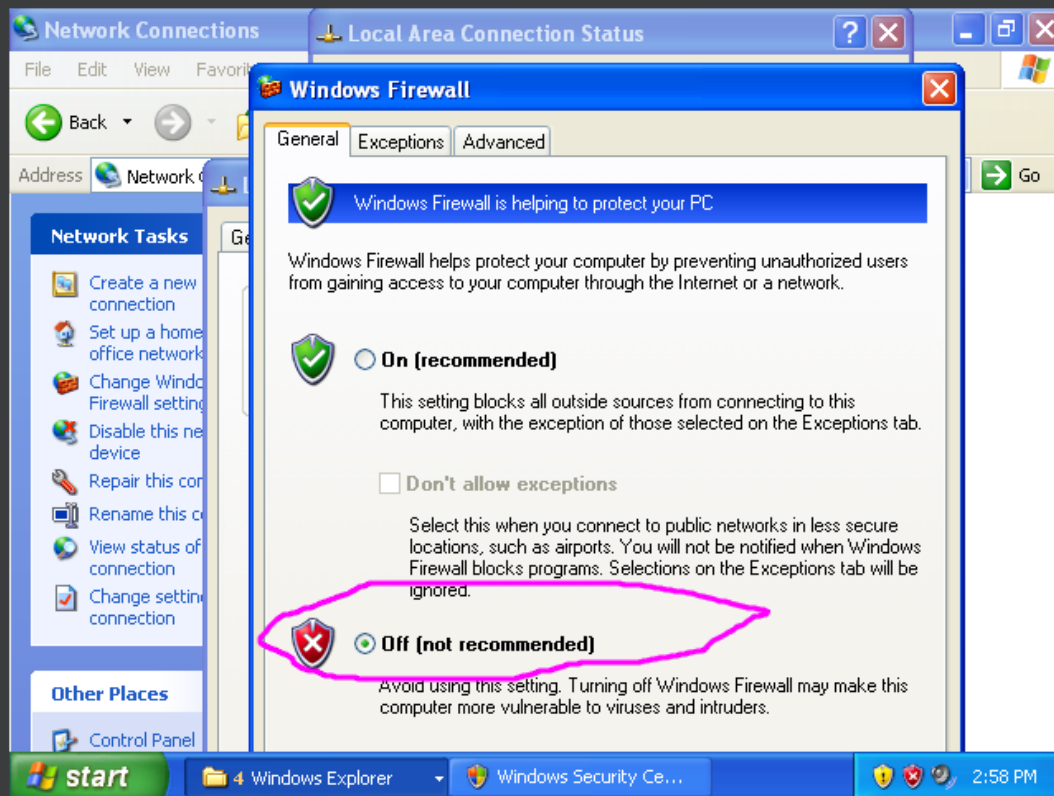 Network Connections
Local Area Connection Status
File Edit View
Windows Firewall
Back
General Exceptions Advanced
Address Network
Go
Windows Firewall is helping to protect your PC
Network Tasks
Windows Firewall helps protect your computer by preventing unauthorized users
from gaining access to your computer through the Internet or a network.
Create a new
connection
Set up a home
office network
Change
Firewall
Disable this
device
Repair this
Rename this
View status of
connection
Change
connection
On (recommended)
This setting blocks all outside sources from connecting to this
computer, with the exception of those selected on the Exceptions tab.
Don't allow exceptions
Select this when you connect to public networks in less secure
locations, such as airports. You will not be notified when Windows
Firewall blocks programs. Selections on the Exceptions tab will be
ignored.
Off (not recommended)
Avoid using this setting. Turning off Windows Firewall may make this
computer more vulnerable to viruses and intruders.
Other Places
Control Panel
start
4 Windows Explorer
Windows Security Ce...
2:58 PM